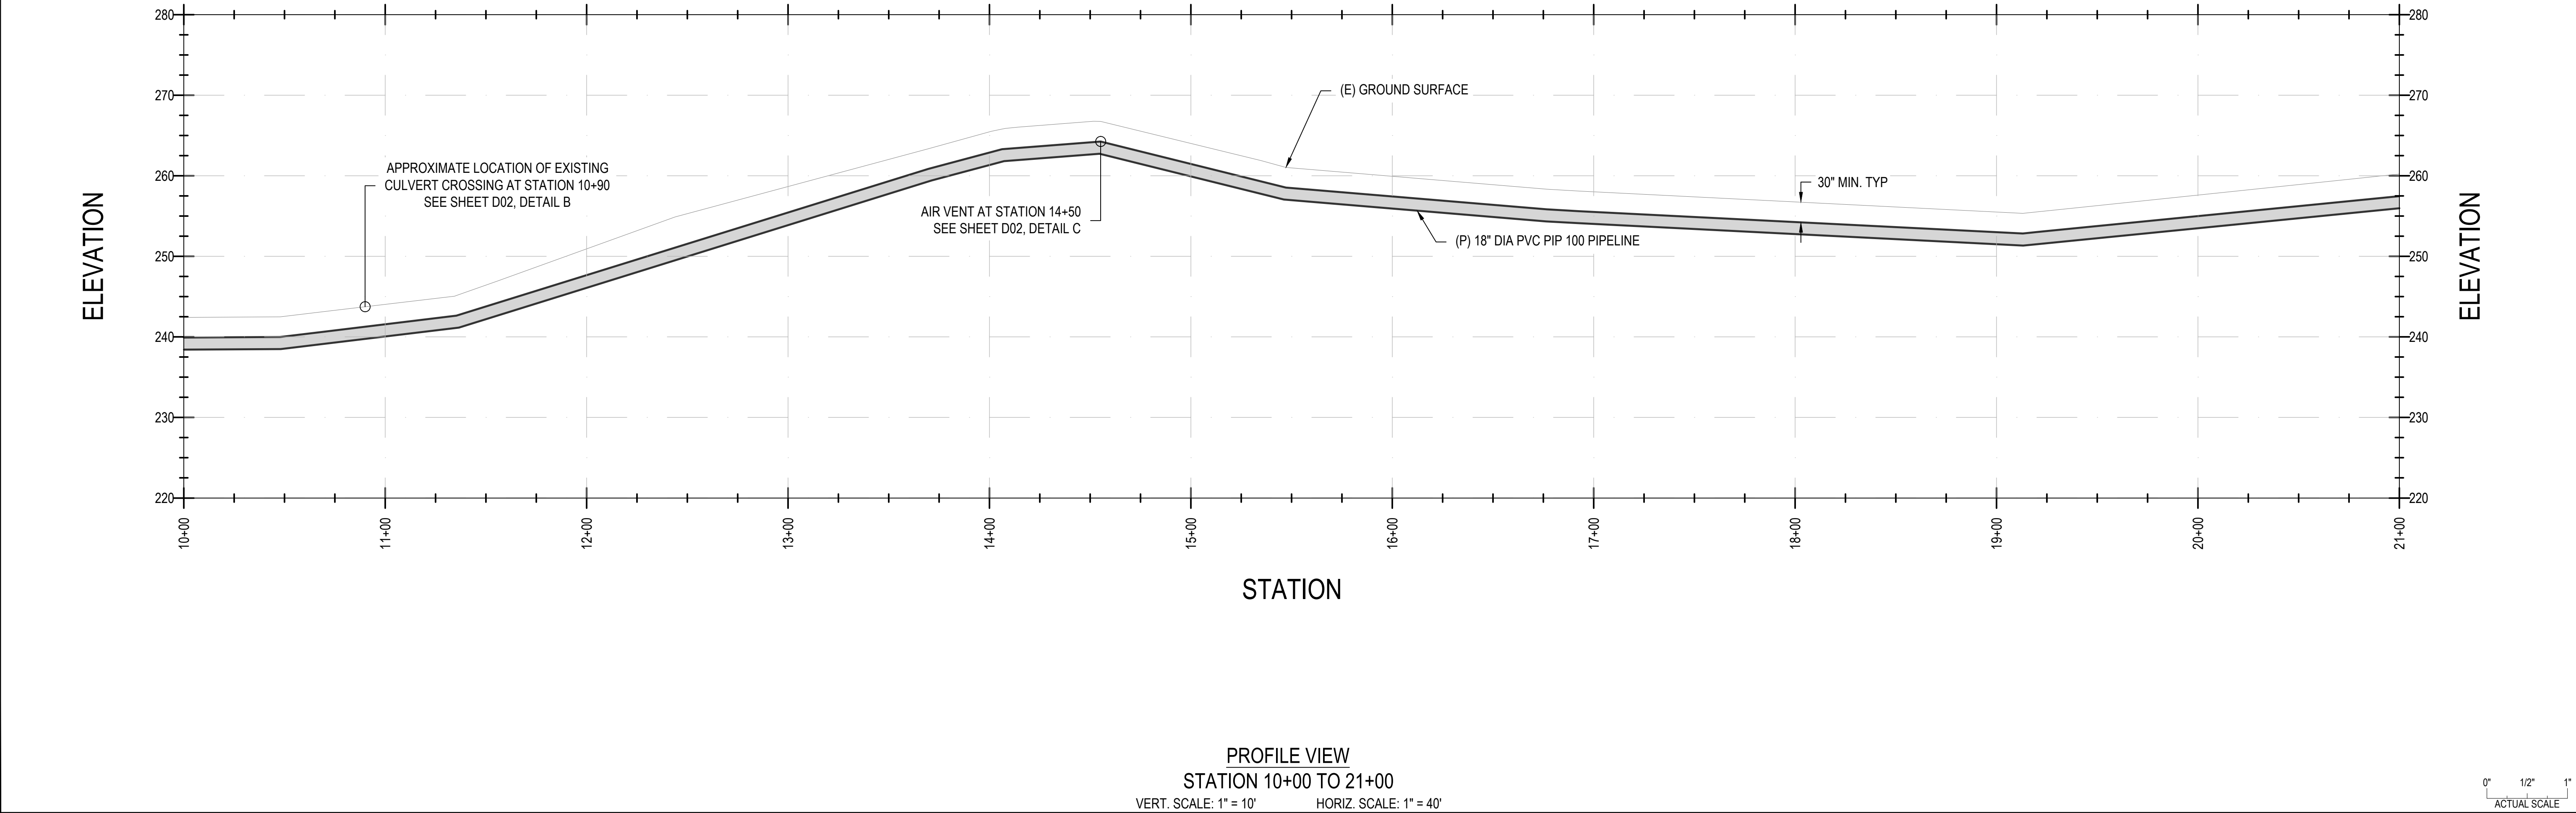 280
280
270
270
(E) GROUND SURFACE
APPROXIMATE LOCATION OF EXISTING
CULVERT CROSSING AT STATION 10+90
SEE SHEET D02, DETAIL B
260
260
30" MIN. TYP
AIR VENT AT STATION 14+50
SEE SHEET D02, DETAIL C
(P) 18" DIA PVC PIP 100 PIPELINE
ELEVATION
ELEVATION
250
250
240
240
230
230
220
220
10+00
11+00
12+00
13+00
14+00
15+00
16+00
17+00
18+00
19+00
20+00
21+00
STATION
PROFILE VIEW
STATION 10+00 TO 21+00
VERT. SCALE: 1" = 10' HORIZ. SCALE: 1" = 40'
0" 1/2" 1"
ACTUAL SCALE